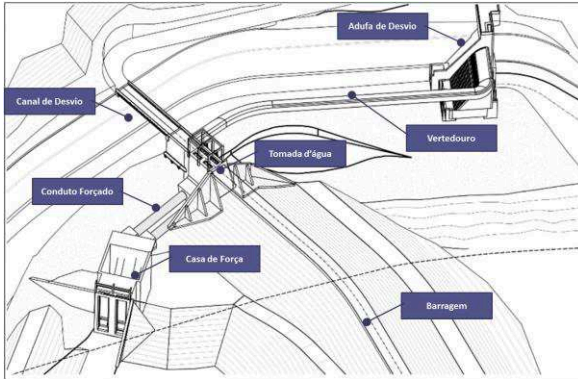 Adufa de Desvio
Canal de Desvio
Vertedouro
Tomada d'água
Conduto Forçado
Casa de Força
Barragem